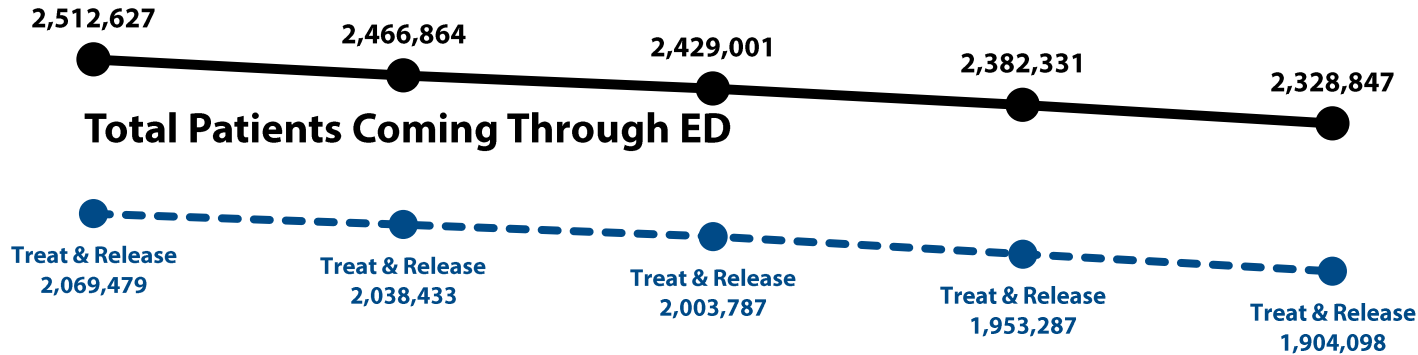 2,512,627
2,466,864
2,429,001
2,382,331
2,328,847
Total Patients Coming Through ED
Treat & Release
2,069,479
Treat & Release
2,038,433
Treat & Release
2,003,787
Treat & Release
1,953,287
Treat & Release
1,904,098